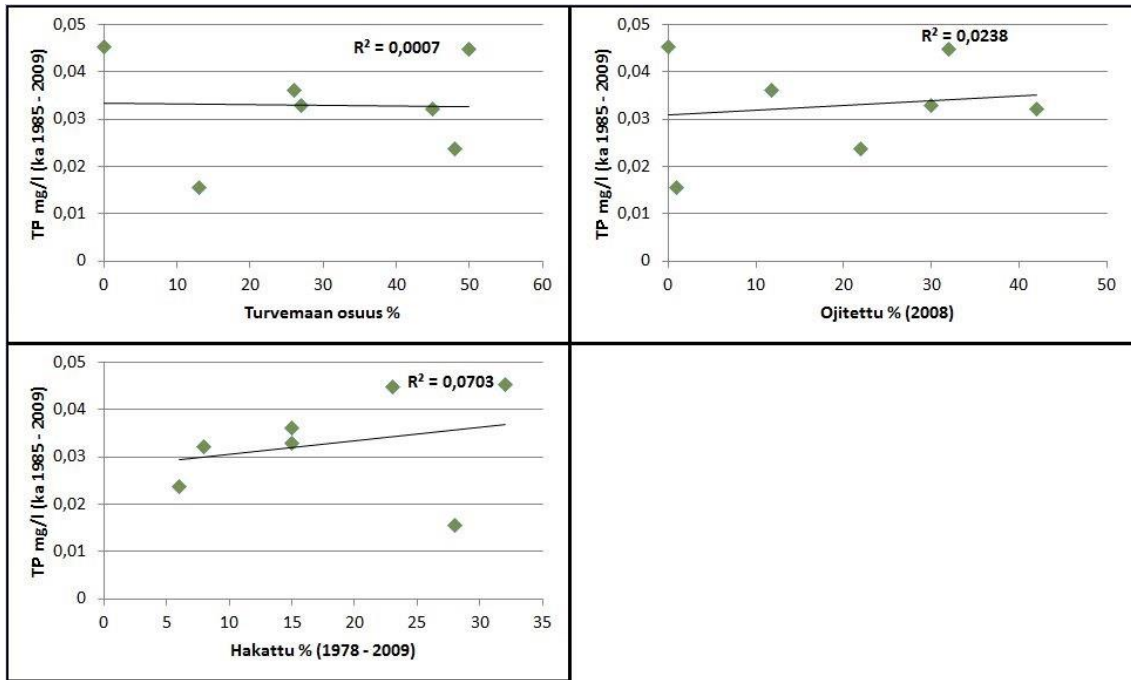 0,05
0,04
0,03
0,02
0,01
0
TP mg/l (ka 1985 - 2009)
R² = 0,0007
0 10 20 30 40 50 60
Turvemaan osuus %
0,05
0,04
0,03
0,02
0,01
0
TP mg/l (ka 1985 - 2009)
R² = 0,0238
0 10 20 30 40 50
Ojitettu % (2008)
0,05
0,04
0,03
0,02
0,01
0
TP mg/l (ka 1985 - 2009)
R² = 0,0703
0 5 10 15 20 25 30 35
Hakattu % (1978 - 2009)